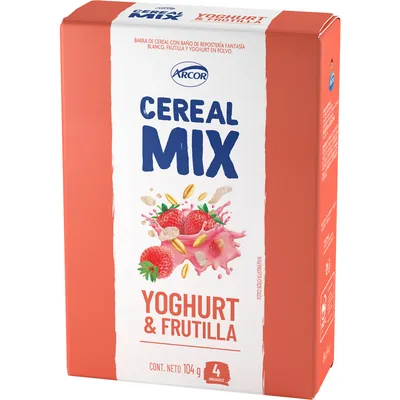 ARCOR
BARRA DE CEREAL CON BAÑO DE REPOSTERÍA FANTASÍA
BLANCO, FRUTILLA Y YOGHURT EN POLVO.
CEREAL
MIX
YOGHURT
& FRUTILLA
CONT. NETO 104 g
4
UNIDADES